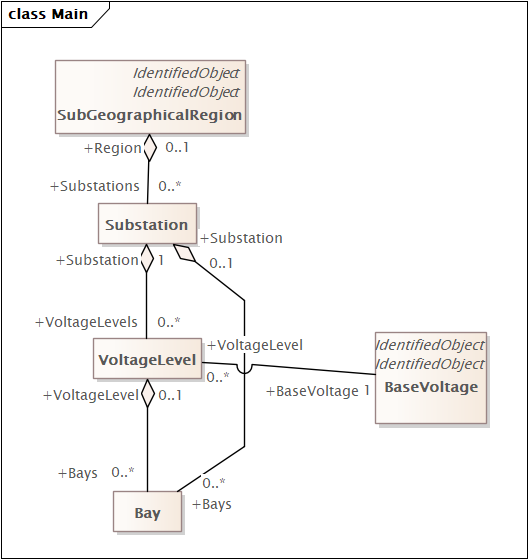 class Main
IdentifiedObject
IdentifiedObject
SubGeographicalRegion
+Region 0..1
+Substations 0..*
Substation
+Substation
+Substation 1
0..1
+VoltageLevels 0..*
+VoltageLevel
VoltageLevel
0..*
IdentifiedObject
IdentifiedObject
BaseVoltage
+BaseVoltage 1
+VoltageLevel 0..1
+Bays 0..*
0..*
+Bays
Bay